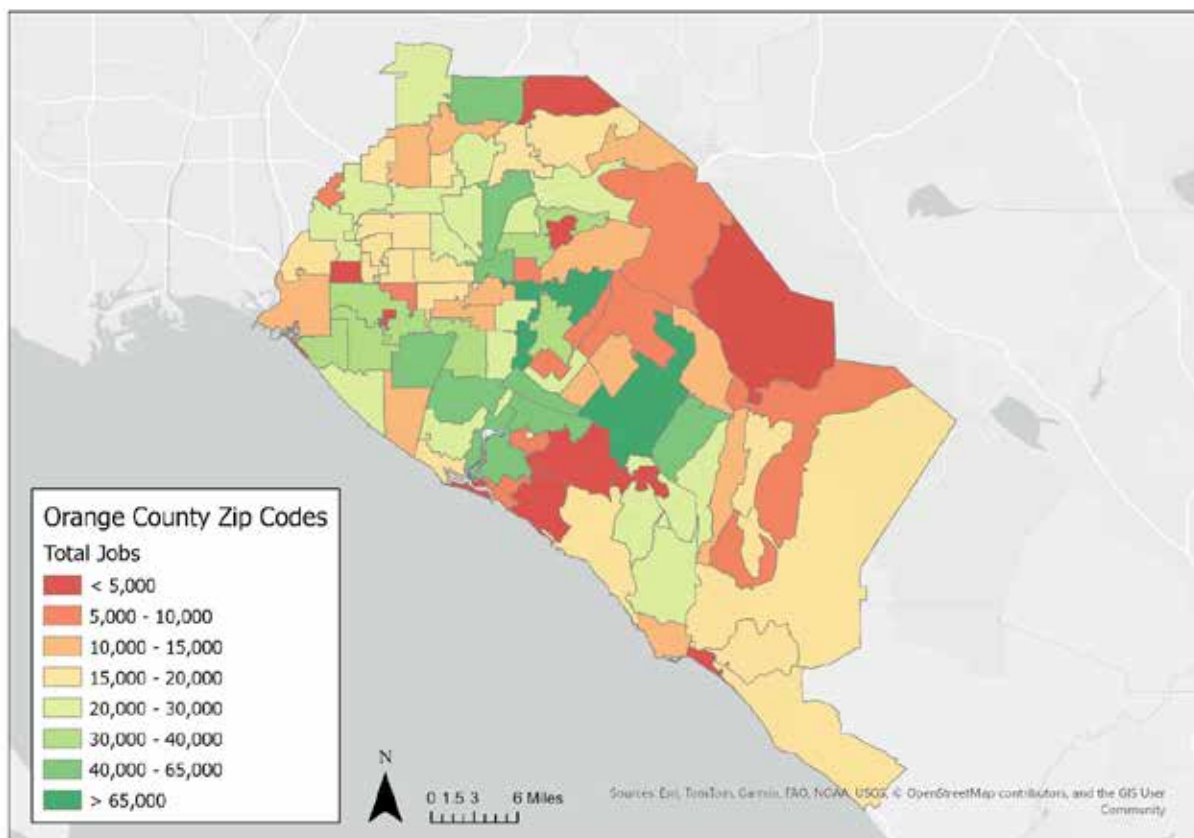 Orange County Zip Codes
Total Jobs
< 5,000
5,000 - 10,000
10,000 - 15,000
15,000 - 20,000
20,000 - 30,000
30,000 - 40,000
40,000 - 65,000
> 65,000
N
0 1.5 3 6 Miles
Sources: Esri, TomTom, Garmin, FAO, NOAA, USGS, © OpenStreetMap contributors, and the GIS User
Community